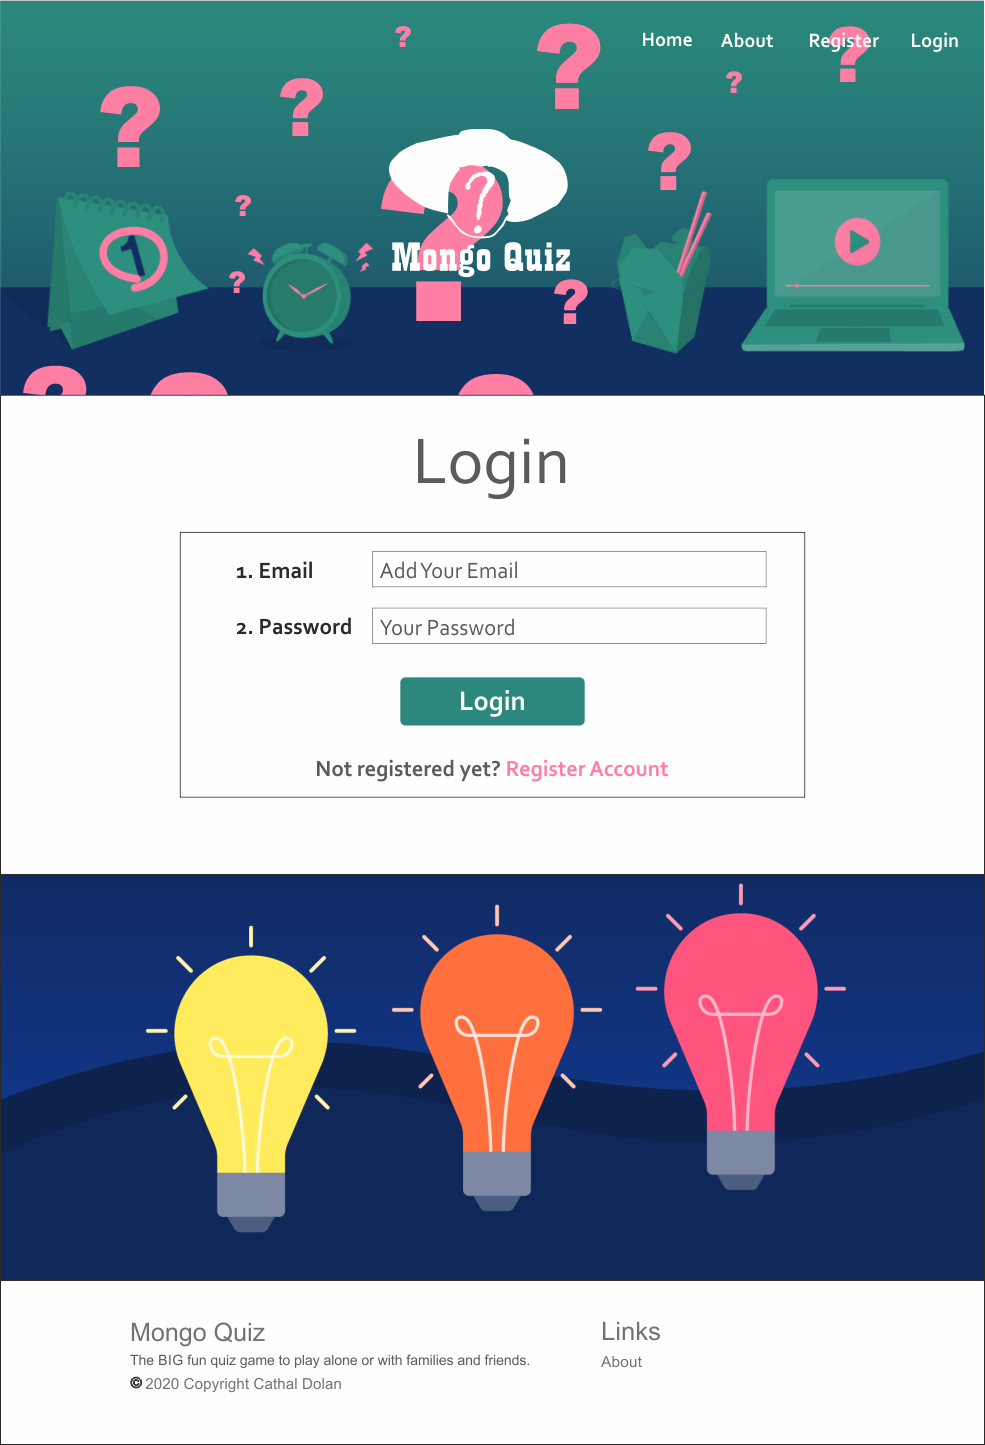 Home About Register Login
1
Mongo Quiz
Login
1. Email Add Your Email
2. Password Your Password
Login
Not registered yet? Register Account
Mongo Quiz
The BIG fun quiz game to play alone or with families and friends.
© 2020 Copyright Cathal Dolan
Links
About